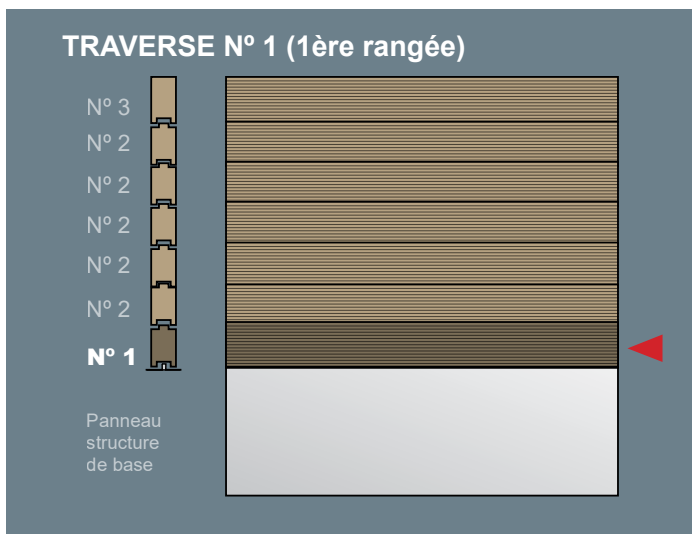 TRAVERSE Nº 1 (1ère rangée)
Nº 3
Nº 2
Nº 2
Nº 2
Nº 2
Nº 2
Nº 1
Panneau
structure
de base